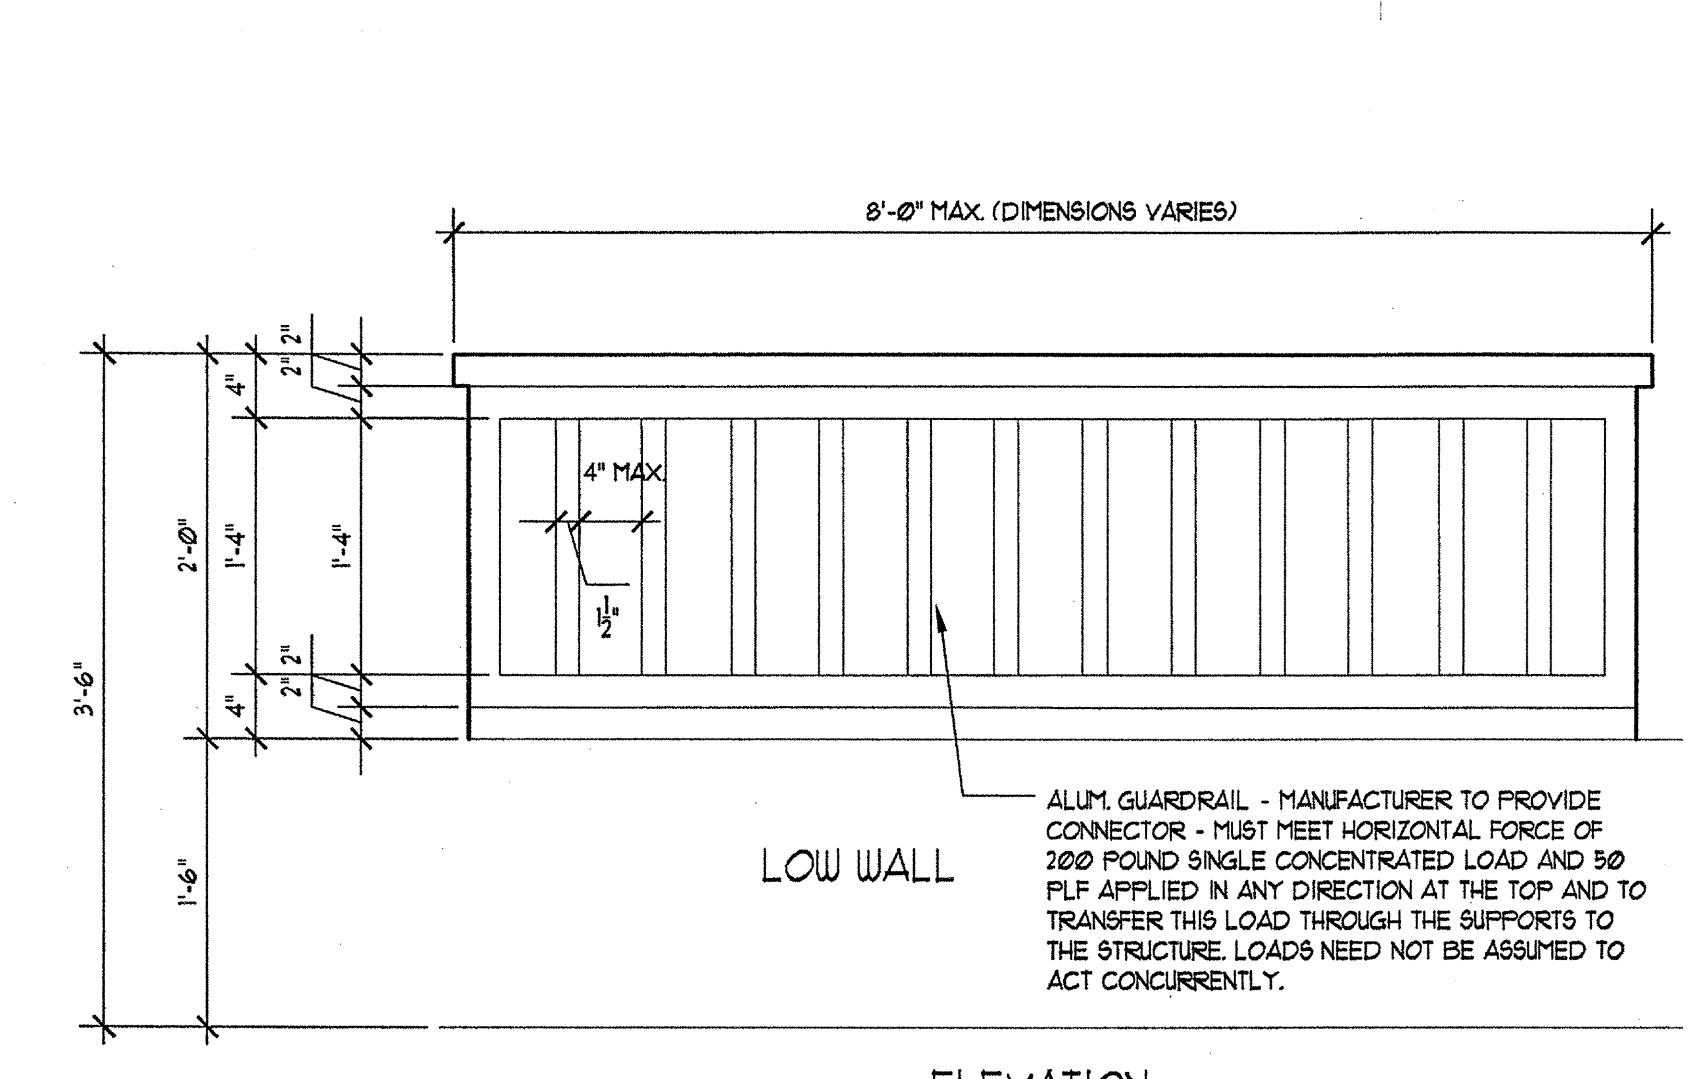 8'-0" MAX. (DIMENSIONS VARIES)
2"
2"
4"
4" MAX.
1 1/2"
2'-0"
1'-4"
1'-4"
3'-6"
2"
2"
4"
1'-6"
LOW WALL
ALUM. GUARDRAIL - MANUFACTURER TO PROVIDE
CONNECTOR - MUST MEET HORIZONTAL FORCE OF
200 POUND SINGLE CONCENTRATED LOAD AND 50
PLF APPLIED IN ANY DIRECTION AT THE TOP AND TO
TRANSFER THIS LOAD THROUGH THE SUPPORTS TO
THE STRUCTURE. LOADS NEED NOT BE ASSUMED TO
ACT CONCURRENTLY.
ELEVATION